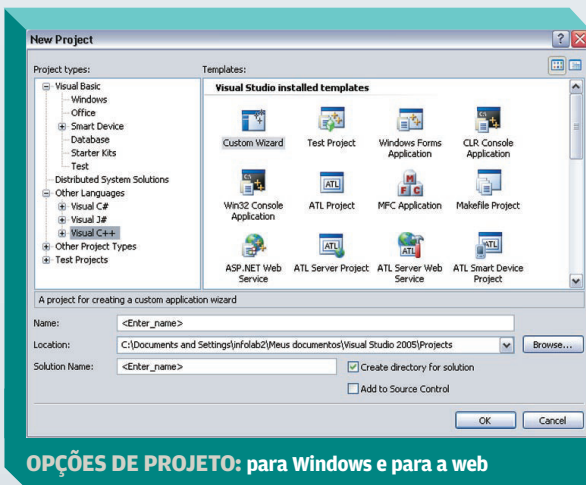 New Project
Project types:
Templates:
Visual Basic
Windows
Office
Smart Device
Database
Starter Kits
Test
Distributed System Solutions
Other Languages
Visual C#
Visual J#
Visual C++
Other Project Types
Test Projects
Visual Studio installed templates
Custom Wizard
Test Project
Windows Forms
Application
CLR Console
Application
Win32 Console
Application
ATL
ATL Project
MFC Application
Makefile Project
ASP.NET Web
Service
ATL
ATL Server Project
ATL
ATL Server Web
Service
ATL
ATL Smart Device
Project
A project for creating a custom application wizard
Name:
<Enter_name>
Location:
C:\Documents and Settings\infolab2\Meus documentos\Visual Studio 2005\Projects
Browse...
Solution Name:
<Enter_name>
Create directory for solution
Add to Source Control
OK
Cancel
OPÇÕES DE PROJETO: para Windows e para a web